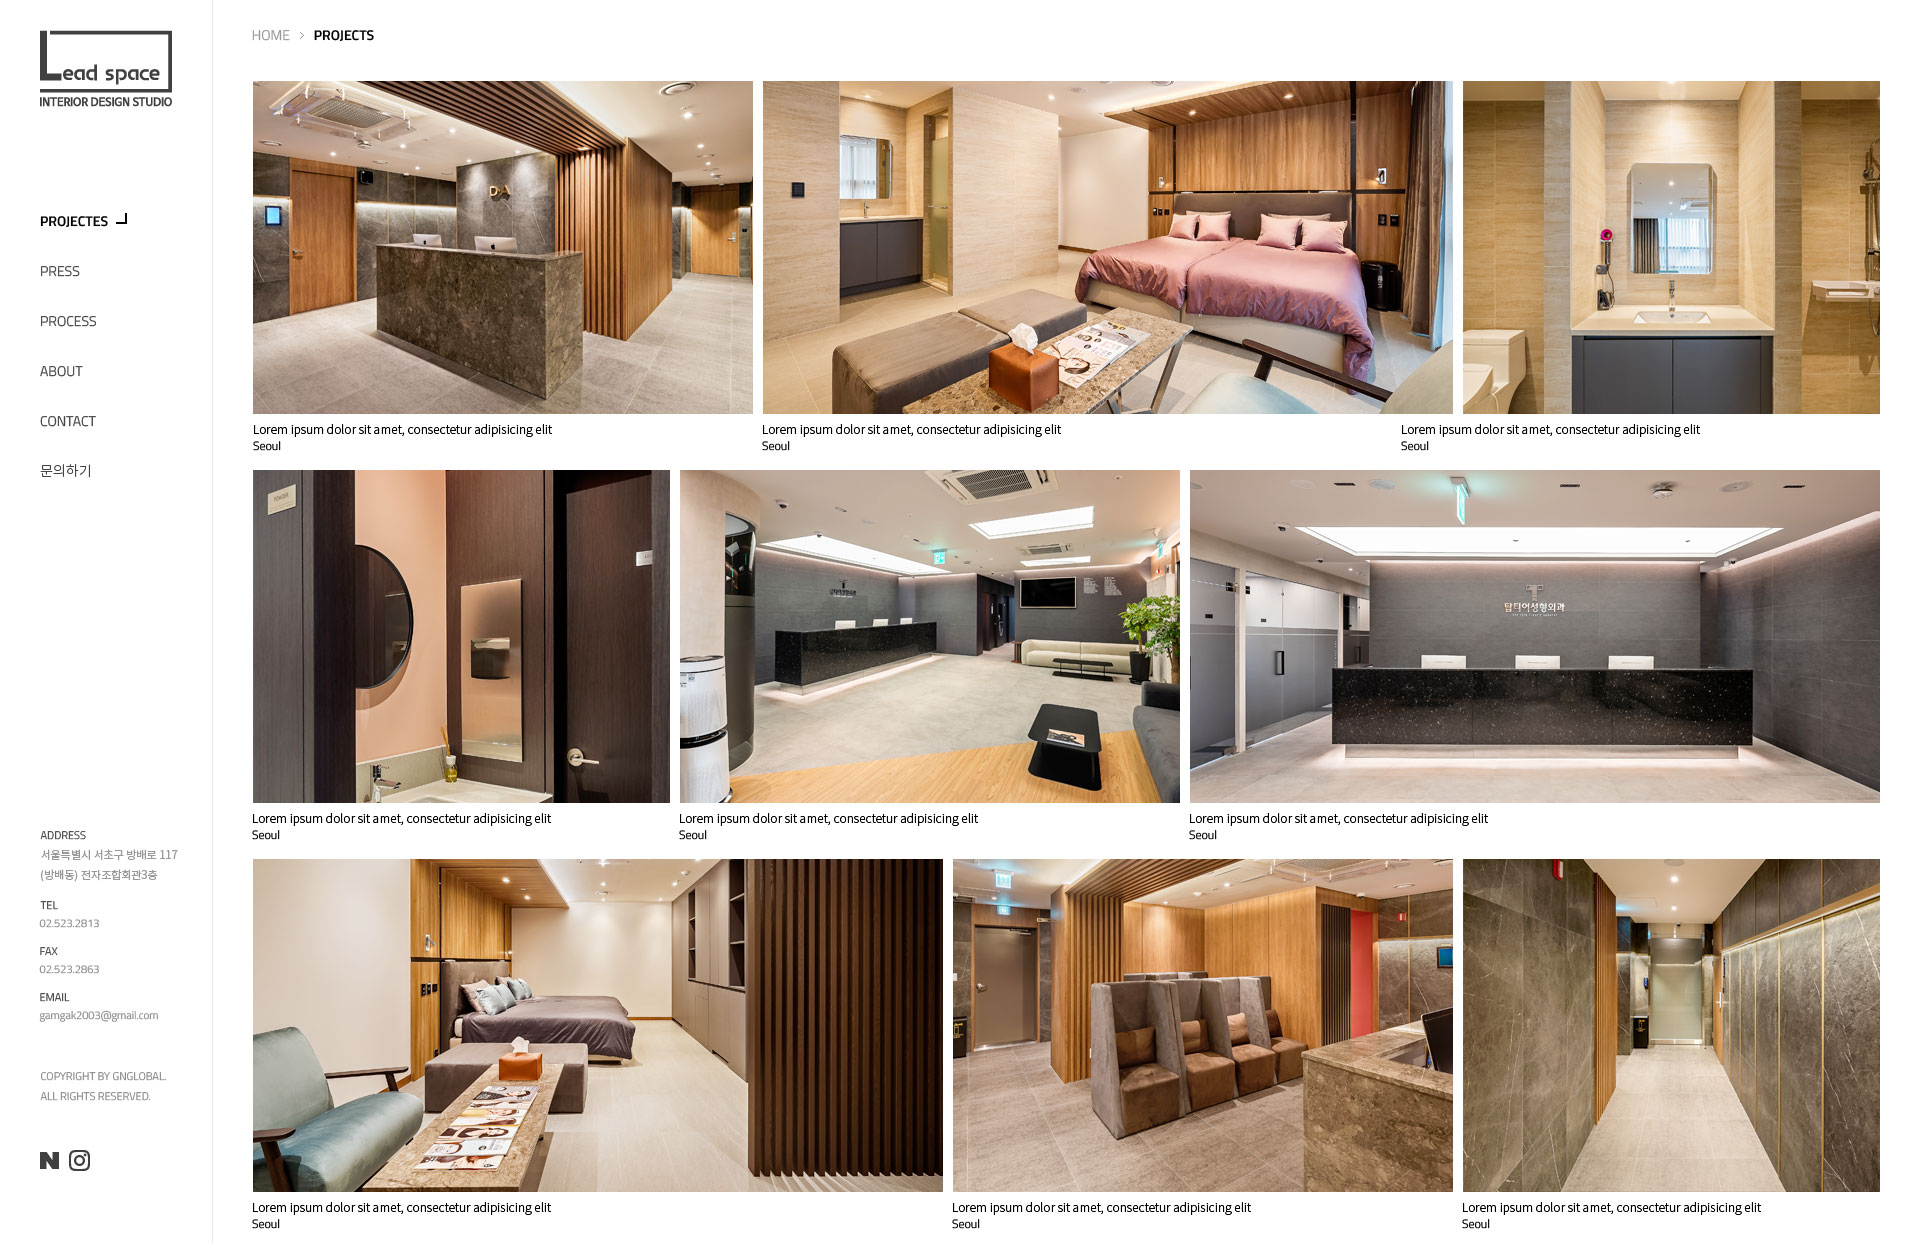 Lead space
INTERIOR DESIGN STUDIO
HOME > PROJECTS
PROJECTES
PRESS
PROCESS
ABOUT
CONTACT
문의하기
ADDRESS
서울특별시 서초구 방배로 117
(방배동) 전자조합회관3층
TEL
02.523.2813
FAX
02.523.2863
EMAIL
gamgak2003@gmail.com
COPYRIGHT BY GNGLOBAL.
ALL RIGHTS RESERVED.
N
D&A
Lorem ipsum dolor sit amet, consectetur adipisicing elit
Seoul
Lorem ipsum dolor sit amet, consectetur adipisicing elit
Seoul
Lorem ipsum dolor sit amet, consectetur adipisicing elit
Seoul
탑티어성형외과
Lorem ipsum dolor sit amet, consectetur adipisicing elit
Seoul
Lorem ipsum dolor sit amet, consectetur adipisicing elit
Seoul
Lorem ipsum dolor sit amet, consectetur adipisicing elit
Seoul
Lorem ipsum dolor sit amet, consectetur adipisicing elit
Seoul
Lorem ipsum dolor sit amet, consectetur adipisicing elit
Seoul
Lorem ipsum dolor sit amet, consectetur adipisicing elit
Seoul